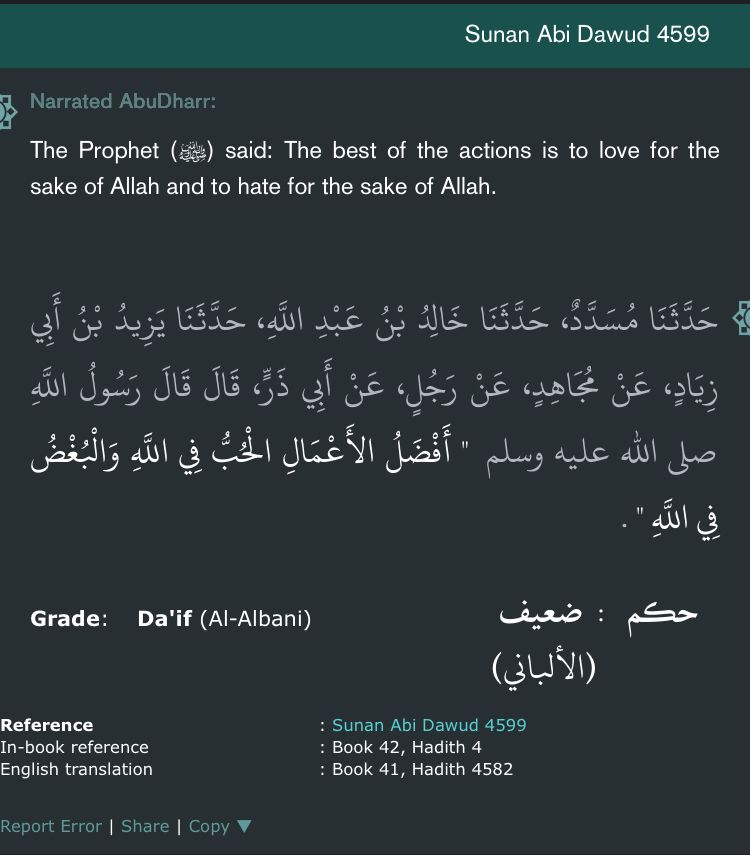 Sunan Abi Dawud 4599
Narrated AbuDharr:
The Prophet (ﷺ) said: The best of the actions is to love for the
sake of Allah and to hate for the sake of Allah.
حَدَّثَنَا مُسَدَّدٌ، حَدَّثَنَا خَالِدُ بْنُ عَبْدِ اللَّهِ، حَدَّثَنَا يَزِيدُ بْنُ أَبِي
زِيَادٍ، عَنْ مُجَاهِدٍ، عَنْ رَجُلٍ، عَنْ أَبِي ذَرٍّ، قَالَ قَالَ رَسُولُ اللَّهِ
صلى الله عليه وسلم " أَفْضَلُ الأَعْمَالِ الْحُبُّ فِي اللَّهِ وَالْبُغْضُ
فِي اللَّهِ " .
Grade: Da'if (Al-Albani)
حكم : ضعيف
(الألباني)
Reference : Sunan Abi Dawud 4599
In-book reference : Book 42, Hadith 4
English translation : Book 41, Hadith 4582
Report Error | Share | Copy ▼